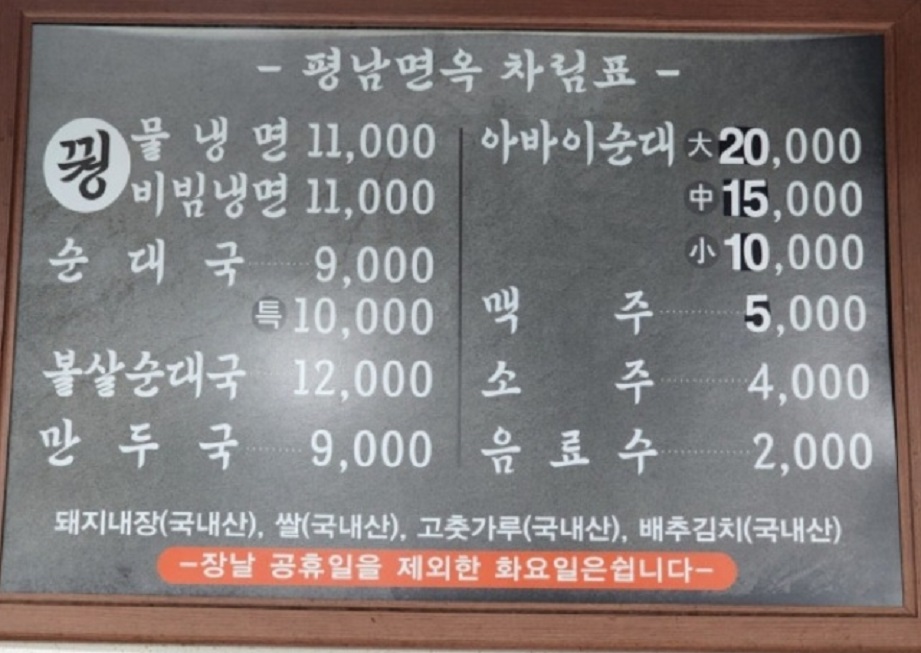 - 평남면옥 차림표 -
꿩 물 냉 면 11,000
비빔냉면 11,000
순 대 국 9,000
특 10,000
볼살순대국 12,000
만 두 국 9,000
아바이순대 大 20,000
中 15,000
小 10,000
맥 주 5,000
소 주 4,000
음 료 수 2,000
돼지내장(국내산), 쌀(국내산), 고춧가루(국내산), 배추김치(국내산)
-장날 공휴일을 제외한 화요일은쉽니다-